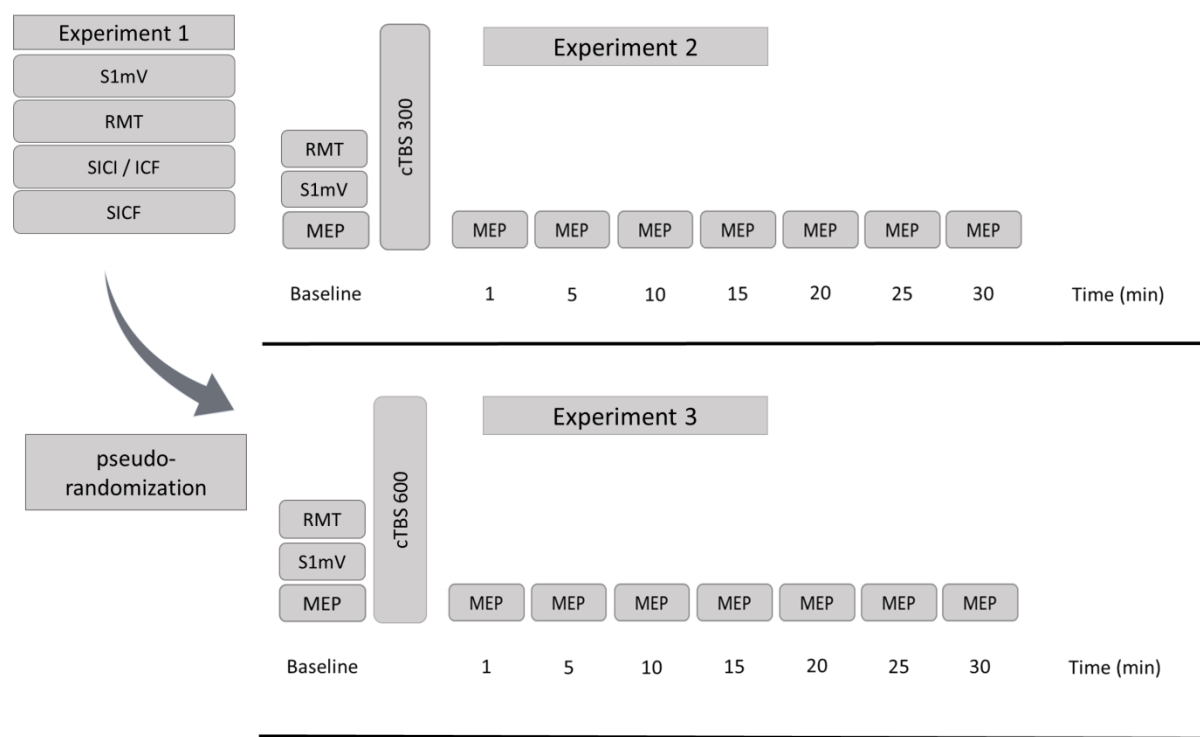 Experiment 1
S1mV
RMT
SICI / ICF
SICF
pseudo-
randomization
Experiment 2
RMT
S1mV
MEP
cTBS 300
MEP MEP MEP MEP MEP MEP MEP
Baseline 1 5 10 15 20 25 30 Time (min)
Experiment 3
RMT
S1mV
MEP
cTBS 600
MEP MEP MEP MEP MEP MEP MEP
Baseline 1 5 10 15 20 25 30 Time (min)